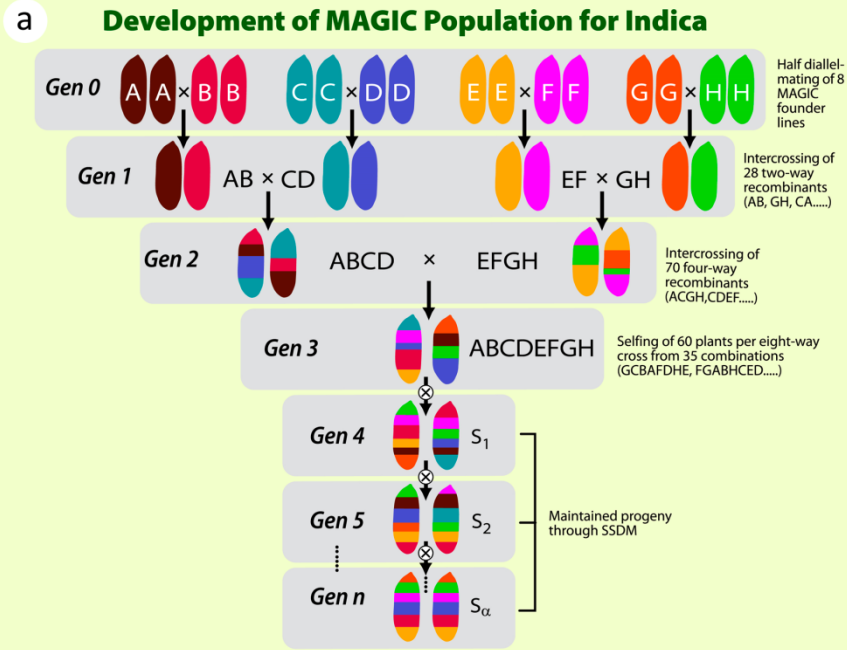 a
Development of MAGIC Population for Indica
Gen 0
A A × B B
C C × D D
E E × F F
G G × H H
Half diallel-
mating of 8
MAGIC
founder
lines
Gen 1
AB × CD
EF × GH
Intercrossing of
28 two-way
recombinants
(AB, GH, CA.....)
Gen 2
ABCD × EFGH
Intercrossing of
70 four-way
recombinants
(ACGH,CDEF.....)
Gen 3
ABCDEFGH
Selfing of 60 plants per eight-way
cross from 35 combinations
(GCBAFDHE, FGABHCED.....)
Gen 4
S1
Gen 5
S2
Maintained progeny
through SSDM
Gen n
Sα